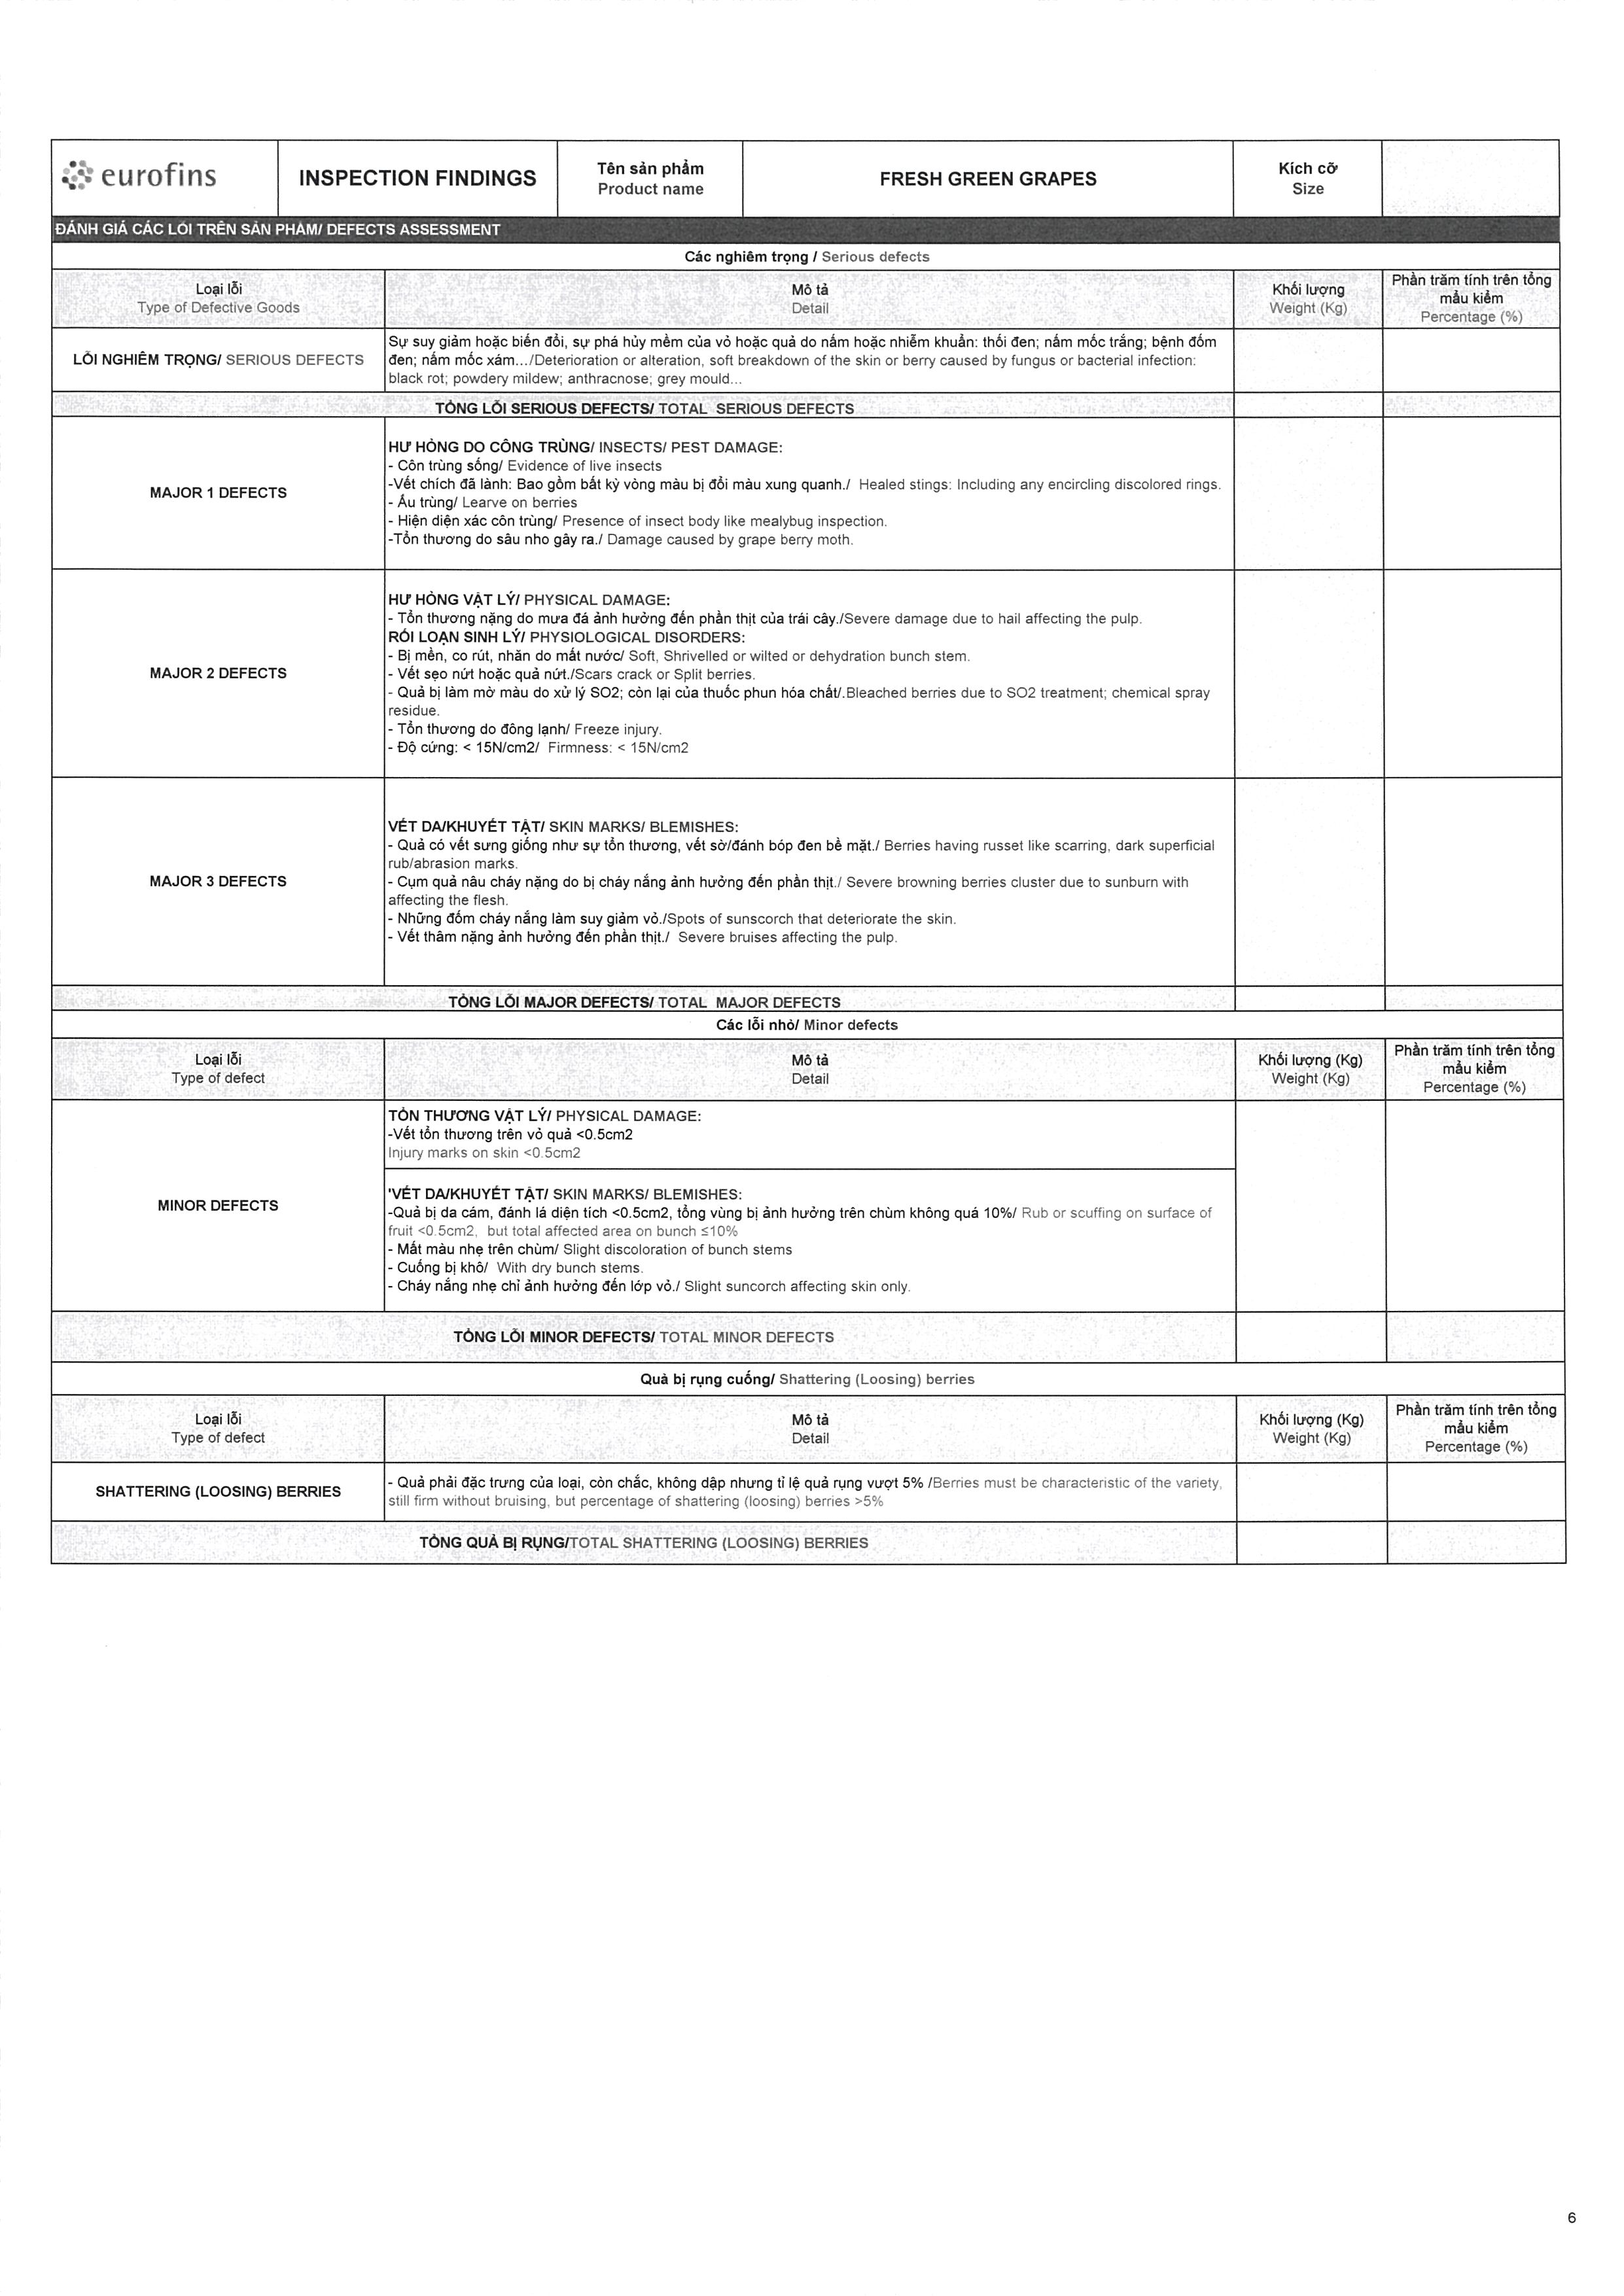 eurofins
INSPECTION FINDINGS
Tên sản phẩm
Product name
FRESH GREEN GRAPES
Kích cỡ
Size
ĐÁNH GIÁ CÁC LỖI TRÊN SẢN PHẨM/ DEFECTS ASSESSMENT
Các nghiêm trọng / Serious defects
Loại lỗi
Type of Defective Goods
Mô tả
Detail
Khối lượng
Weight (Kg)
Phần trăm tính trên tổng
mẫu kiểm
Percentage (%)
LỖI NGHIÊM TRỌNG/ SERIOUS DEFECTS
Sự suy giảm hoặc biến đổi, sự phá hủy mềm của vỏ hoặc quả do nấm hoặc nhiễm khuẩn: thối đen; nấm mốc trắng; bệnh đốm
đen; nấm mốc xám.../Deterioration or alteration, soft breakdown of the skin or berry caused by fungus or bacterial infection:
black rot; powdery mildew; anthracnose; grey mould...
TỔNG LỖI SERIOUS DEFECTS/ TOTAL SERIOUS DEFECTS
MAJOR 1 DEFECTS
HƯ HỎNG DO CÔNG TRÙNG/ INSECTS/ PEST DAMAGE:
- Côn trùng sống/ Evidence of live insects
-Vết chích đã lành: Bao gồm bất kỳ vòng màu bị đổi màu xung quanh./ Healed stings: Including any encircling discolored rings.
- Ấu trùng/ Learve on berries
- Hiện diện xác côn trùng/ Presence of insect body like mealybug inspection.
-Tổn thương do sâu nho gây ra./ Damage caused by grape berry moth.
MAJOR 2 DEFECTS
HƯ HỎNG VẬT LÝ/ PHYSICAL DAMAGE:
- Tổn thương nặng do mưa đá ảnh hưởng đến phần thịt của trái cây./Severe damage due to hail affecting the pulp.
RỐI LOẠN SINH LÝ/ PHYSIOLOGICAL DISORDERS:
- Bị mền, co rút, nhăn do mất nước/ Soft, Shrivelled or wilted or dehydration bunch stem.
- Vết sẹo nứt hoặc quả nứt./Scars crack or Split berries.
- Quả bị làm mờ màu do xử lý SO2; còn lại của thuốc phun hóa chất/.Bleached berries due to SO2 treatment; chemical spray
residue.
- Tổn thương do đông lạnh/ Freeze injury.
- Độ cứng: < 15N/cm2/ Firmness: < 15N/cm2
MAJOR 3 DEFECTS
VẾT DA/KHUYẾT TẬT/ SKIN MARKS/ BLEMISHES:
- Quả có vết sưng giống như sự tổn thương, vết sờ/đánh bóp đen bề mặt./ Berries having russet like scarring, dark superficial
rub/abrasion marks.
- Cụm quả nâu cháy nặng do bị cháy nắng ảnh hưởng đến phần thịt./ Severe browning berries cluster due to sunburn with
affecting the flesh.
- Những đốm cháy nắng làm suy giảm vỏ./Spots of sunscorch that deteriorate the skin.
- Vết thâm nặng ảnh hưởng đến phần thịt./ Severe bruises affecting the pulp.
TỔNG LỖI MAJOR DEFECTS/ TOTAL MAJOR DEFECTS
Các lỗi nhỏ/ Minor defects
Loại lỗi
Type of defect
Mô tả
Detail
Khối lượng (Kg)
Weight (Kg)
Phần trăm tính trên tổng
mẫu kiểm
Percentage (%)
MINOR DEFECTS
TỔN THƯƠNG VẬT LÝ/ PHYSICAL DAMAGE:
-Vết tổn thương trên vỏ quả <0.5cm2
Injury marks on skin <0.5cm2
'VẾT DA/KHUYẾT TẬT/ SKIN MARKS/ BLEMISHES:
-Quả bị da cám, đánh lá diện tích <0.5cm2, tổng vùng bị ảnh hưởng trên chùm không quá 10%/ Rub or scuffing on surface of
fruit <0.5cm2, but total affected area on bunch ≤10%
- Mất màu nhẹ trên chùm/ Slight discoloration of bunch stems
- Cuống bị khô/ With dry bunch stems.
- Cháy nắng nhẹ chỉ ảnh hưởng đến lớp vỏ./ Slight suncorch affecting skin only.
TỔNG LỖI MINOR DEFECTS/ TOTAL MINOR DEFECTS
Quả bị rụng cuống/ Shattering (Loosing) berries
Loại lỗi
Type of defect
Mô tả
Detail
Khối lượng (Kg)
Weight (Kg)
Phần trăm tính trên tổng
mẫu kiểm
Percentage (%)
SHATTERING (LOOSING) BERRIES
- Quả phải đặc trưng của loại, còn chắc, không dập nhưng tỉ lệ quả rụng vượt 5% /Berries must be characteristic of the variety,
still firm without bruising, but percentage of shattering (loosing) berries >5%
TỔNG QUẢ BỊ RỤNG/TOTAL SHATTERING (LOOSING) BERRIES
6